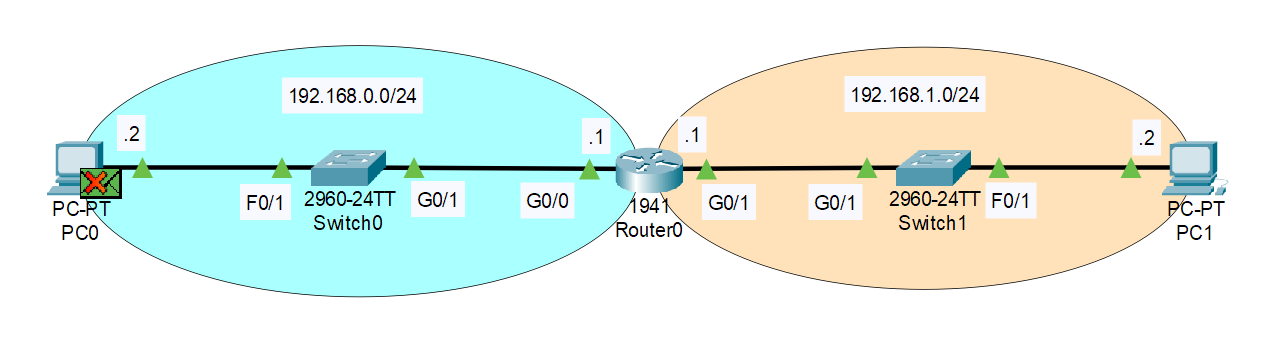 192.168.0.0/24
192.168.1.0/24
.2
.1
.1
.2
F0/1
G0/1
G0/0
G0/1
G0/1
F0/1
PC-PT
PC0
2960-24TT
Switch0
1941
Router0
2960-24TT
Switch1
PC-PT
PC1